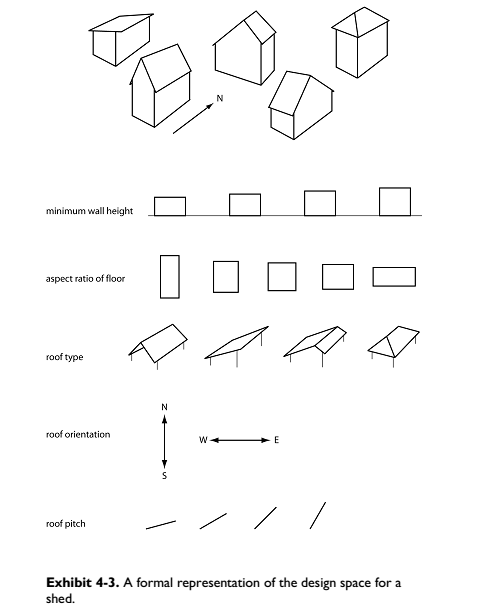 N
minimum wall height
aspect ratio of floor
roof type
N
roof orientation
W E
S
roof pitch
Exhibit 4-3. A formal representation of the design space for a
shed.